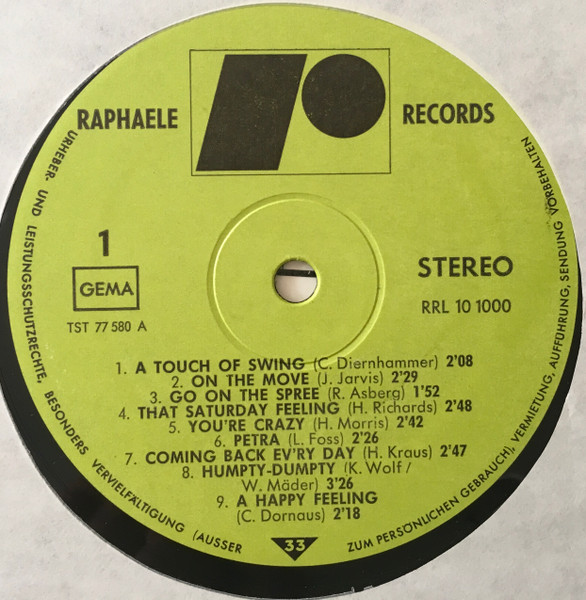 RAPHAELE RECORDS
1
GEMA
TST 77 580 A
STEREO
RRL 10 1000
1. A TOUCH OF SWING (C. Diernhammer) 2'08
2. ON THE MOVE (J. Jarvis) 2'29
3. GO ON THE SPREE (R. Asberg) 1'52
4. THAT SATURDAY FEELING (H. Richards) 2'48
5. YOU'RE CRAZY (H. Morris) 2'42
6. PETRA (L. Foss) 2'26
7. COMING BACK EV'RY DAY (H. Kraus) 2'47
8. HUMPTY-DUMPTY (K. Wolf /
W. Mäder) 3'26
9. A HAPPY FEELING
(C. Dornaus) 2'18
33
URHEBER- UND LEISTUNGSSCHUTZRECHTE, BESONDERS VERVIELFÄLTIGUNG (AUSSER ZUM PERSÖNLICHEN GEBRAUCH), VERMIETUNG, AUFFÜHRUNG, SENDUNG VORBEHALTEN